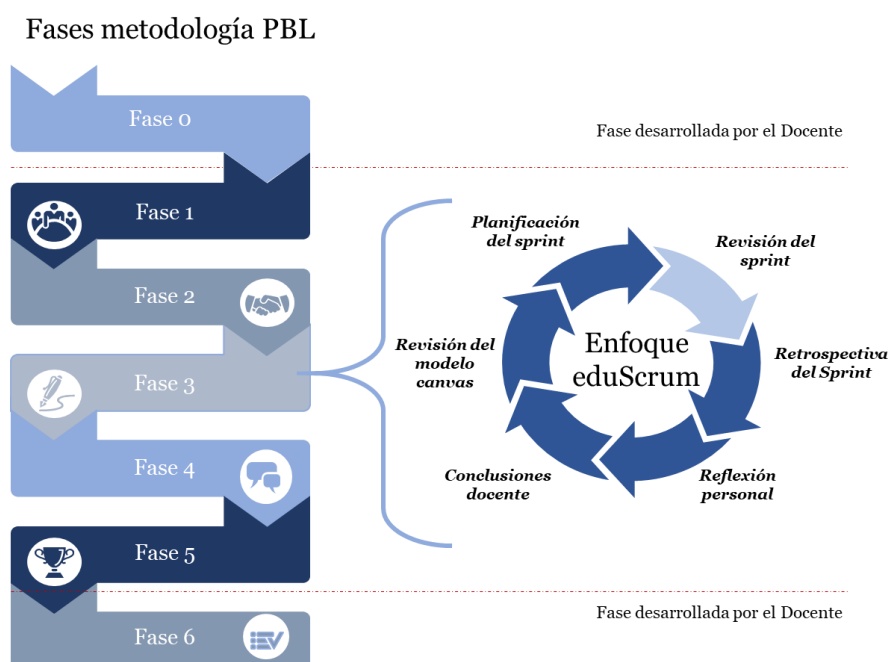 Fases metodología PBL
Fase 0
Fase desarrollada por el Docente
Fase 1
Fase 2
Fase 3
Fase 4
Fase 5
Fase 6
Planificación
del sprint
Revisión del
sprint
Revisión del
modelo
canvas
Enfoque
eduScrum
Retrospectiva
del Sprint
Conclusiones
docente
Reflexión
personal
Fase desarrollada por el Docente